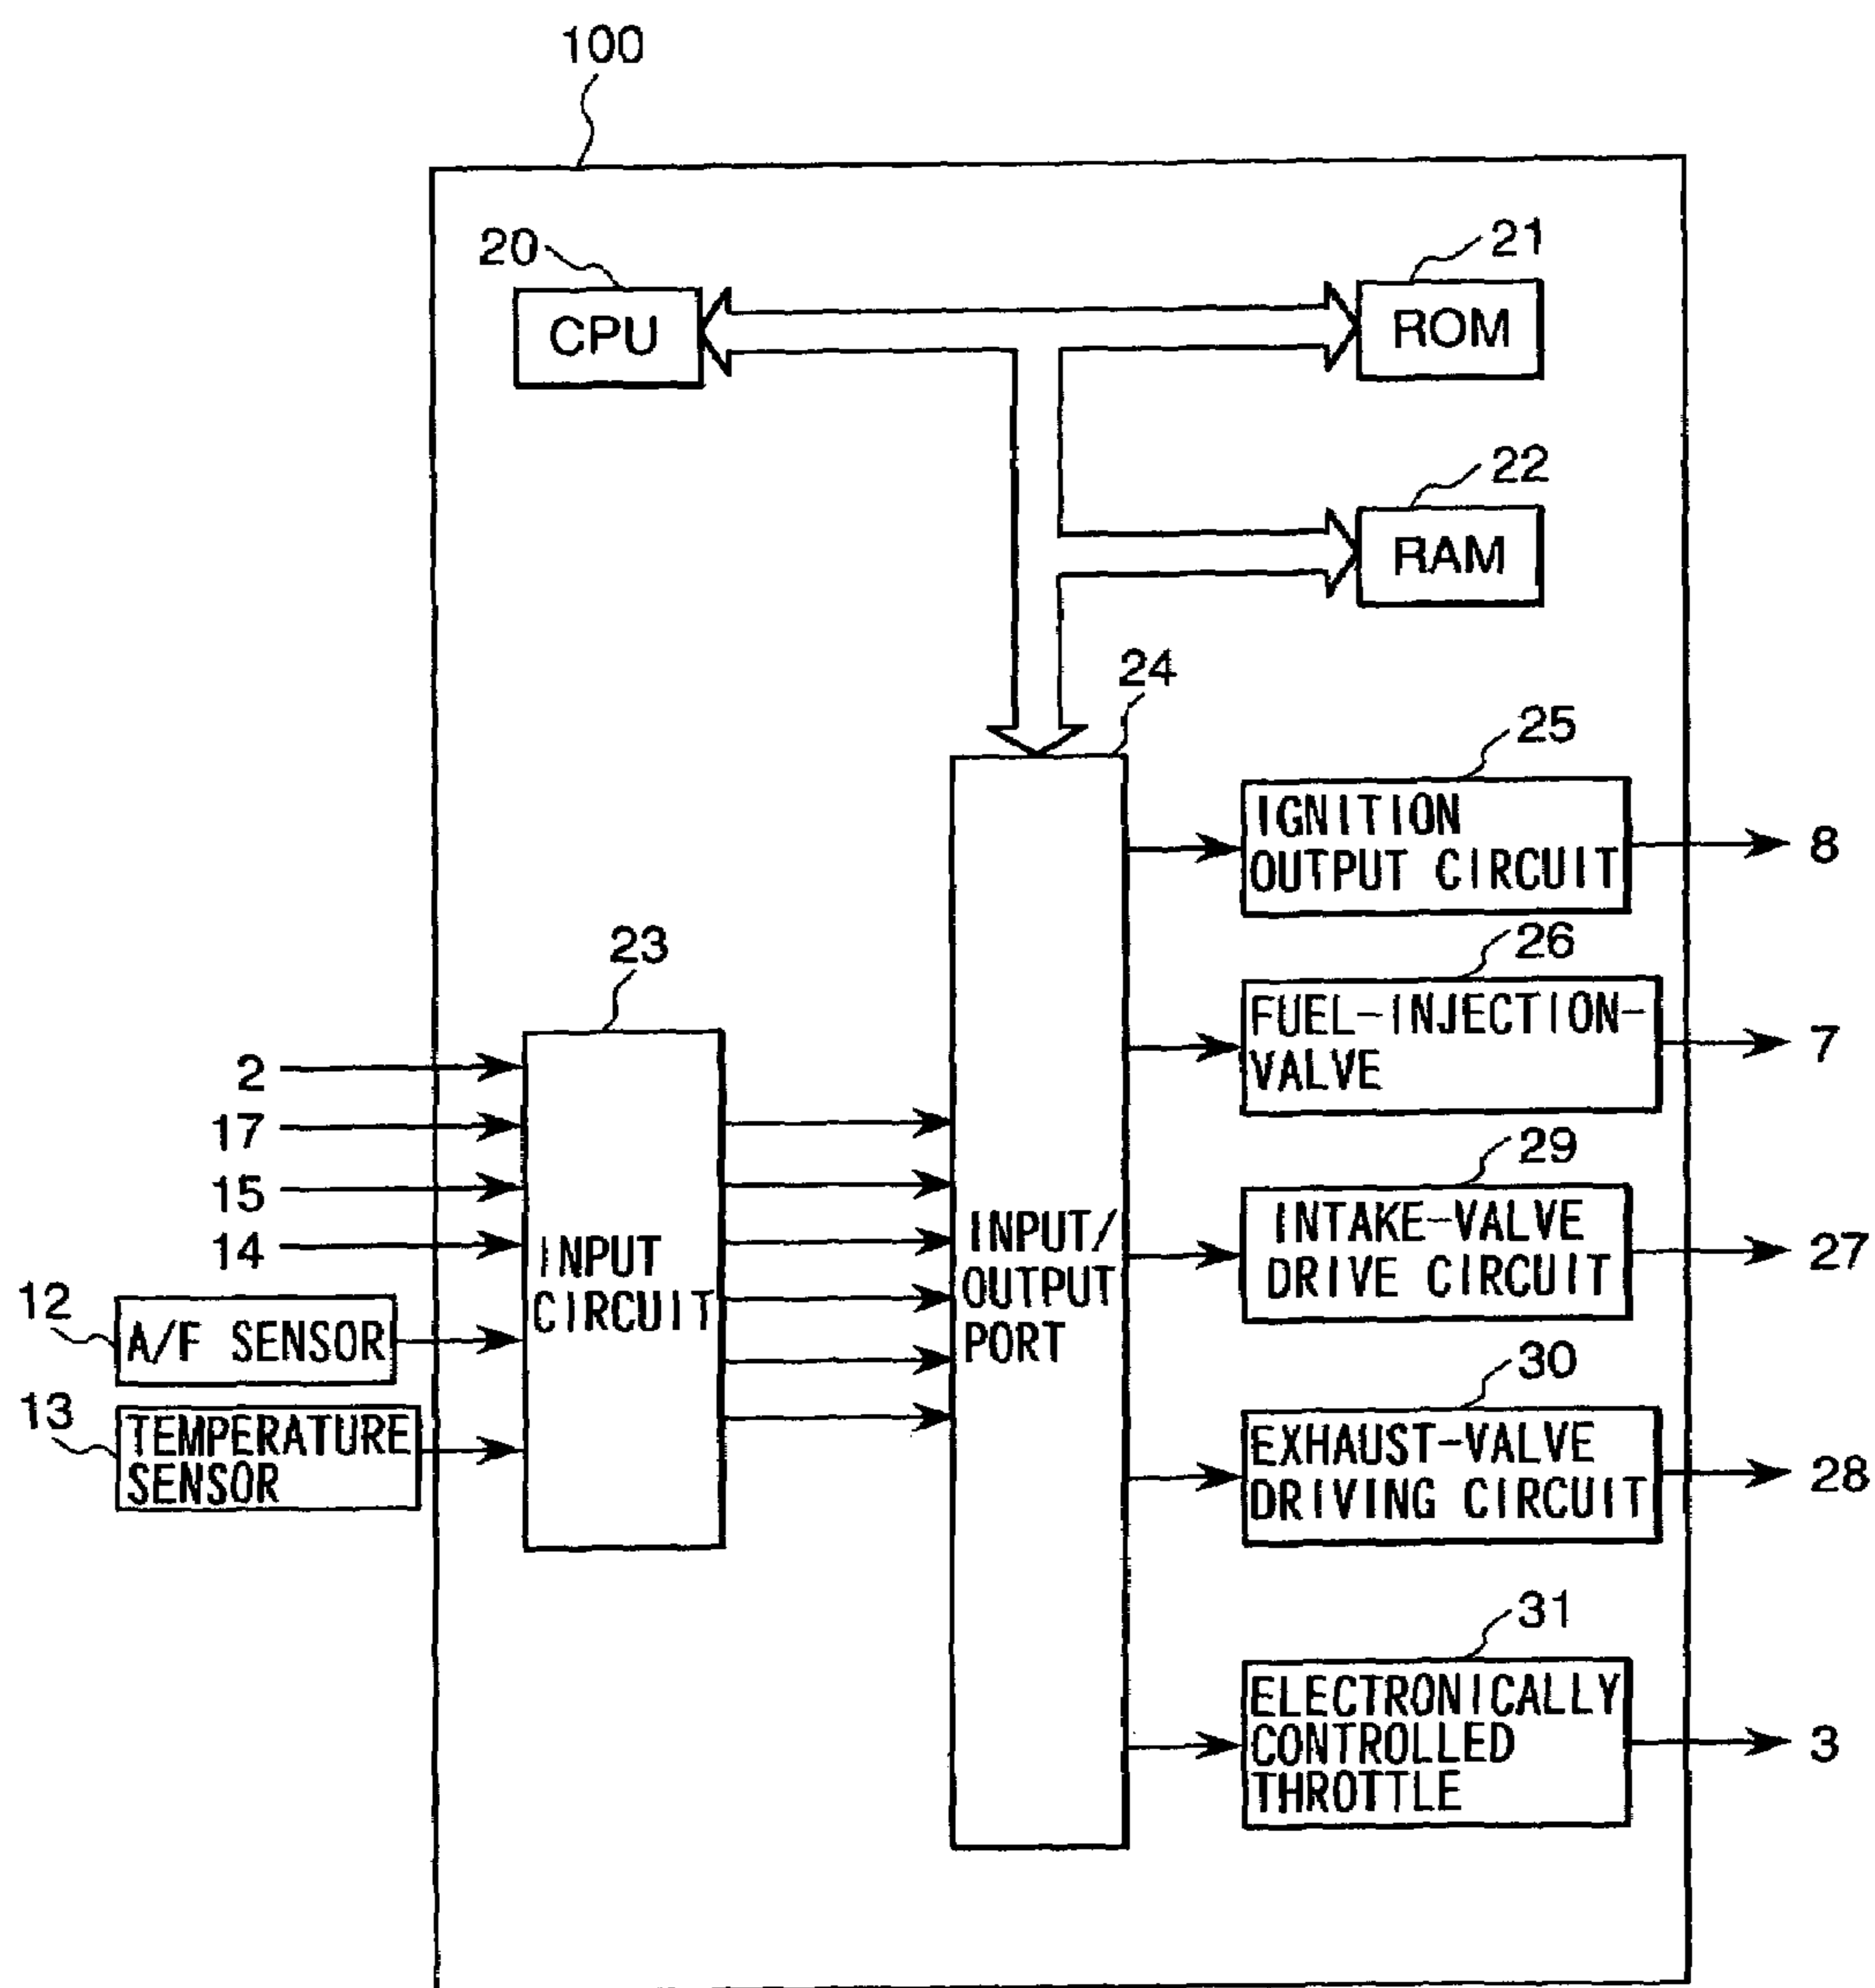 100
20
CPU
21
ROM
22
RAM
24
INPUT/
OUTPUT
PORT
23
INPUT
CIRCUIT
2
17
15
14
12
A/F SENSOR
13
TEMPERATURE
SENSOR
25
IGNITION
OUTPUT CIRCUIT
8
26
FUEL-INJECTION-
VALVE
7
29
INTAKE-VALVE
DRIVE CIRCUIT
27
30
EXHAUST-VALVE
DRIVING CIRCUIT
28
31
ELECTRONICALLY
CONTROLLED
THROTTLE
3